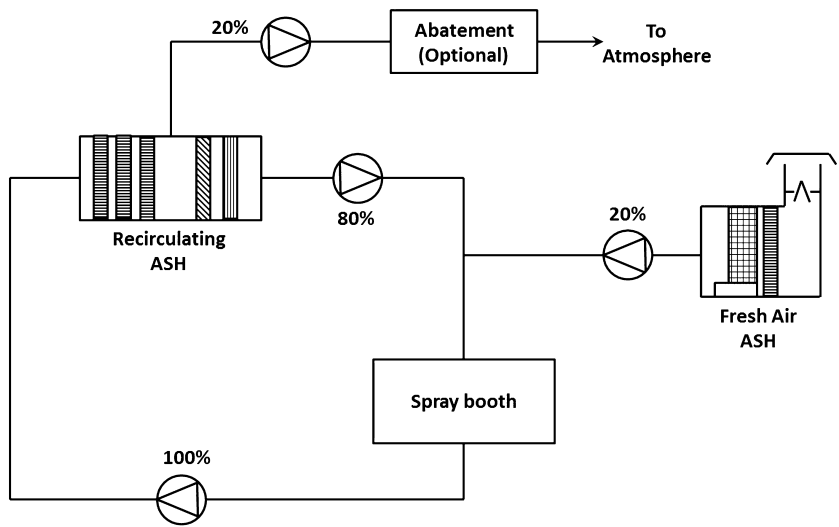 20%
Abatement
(Optional)
To
Atmosphere
Recirculating
ASH
80%
20%
Fresh Air
ASH
Spray booth
100%